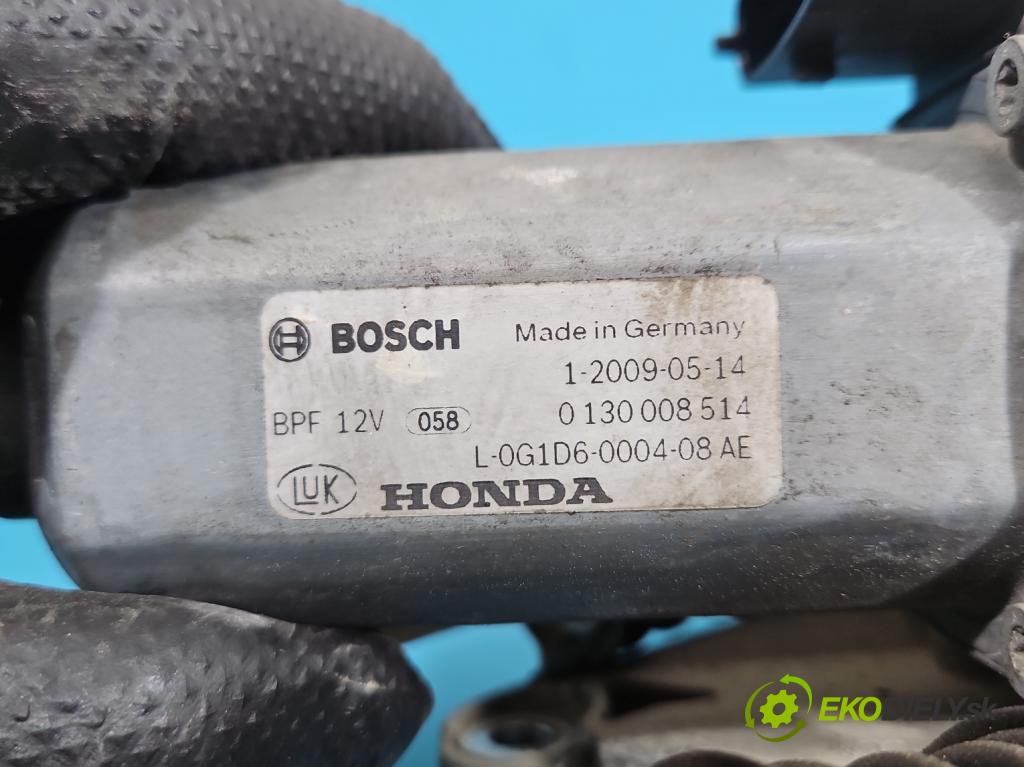 BOSCH Made in Germany
1-2009-05-14
BPF 12V 058 0 130 008 514
L-0G1D6-0004-08 AE
LUK HONDA
EKODIELY.sk